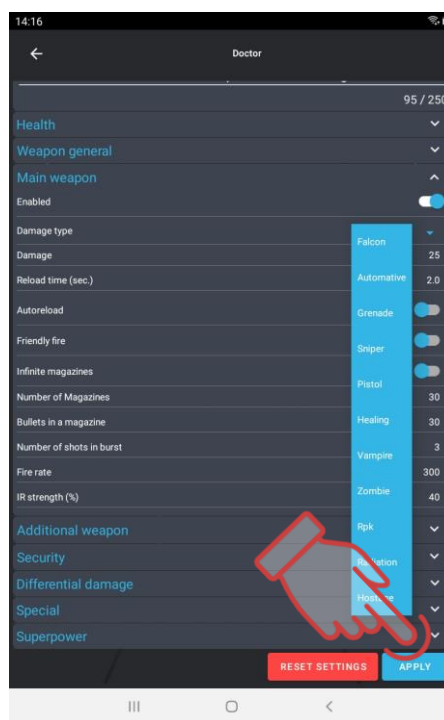 14:16
Doctor
95 / 250
Health
Weapon general
Main weapon
Enabled
Damage type
Falcon
Damage 25
Automative
Reload time (sec.) 2.0
Autoreload
Grenade
Friendly fire
Sniper
Infinite magazines
Pistol
Number of Magazines 30
Bullets in a magazine 30
Healing
Number of shots in burst 3
Vampire
Fire rate 300
Zombie
IR strength (%) 40
Additional weapon
Rpk
Security
Radiation
Differential damage
Hostage
Special
Superpower
RESET SETTINGS
APPLY